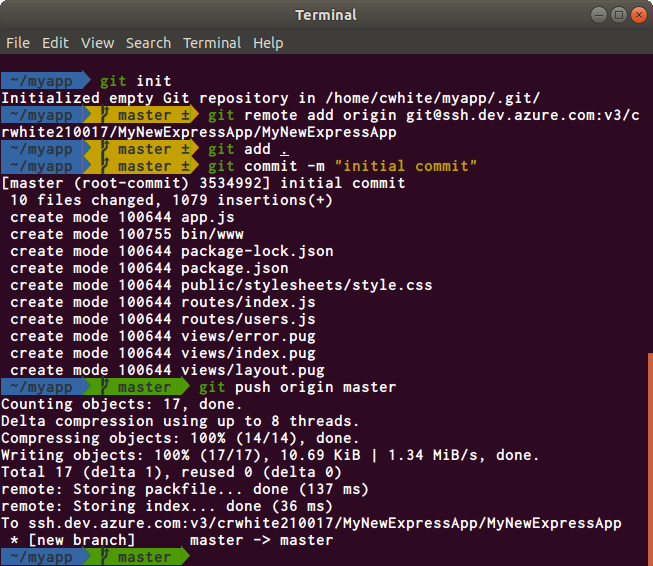 Terminal
File Edit View Search Terminal Help
~/myapp git init
Initialized empty Git repository in /home/cwhite/myapp/.git/
~/myapp master ± git remote add origin git@ssh.dev.azure.com:v3/c
rwhite210017/MyNewExpressApp/MyNewExpressApp
~/myapp master ± git add .
~/myapp master ± git commit -m "initial commit"
[master (root-commit) 3534992] initial commit
10 files changed, 1079 insertions(+)
create mode 100644 app.js
create mode 100755 bin/www
create mode 100644 package-lock.json
create mode 100644 package.json
create mode 100644 public/stylesheets/style.css
create mode 100644 routes/index.js
create mode 100644 routes/users.js
create mode 100644 views/error.pug
create mode 100644 views/index.pug
create mode 100644 views/layout.pug
~/myapp master git push origin master
Counting objects: 17, done.
Delta compression using up to 8 threads.
Compressing objects: 100% (14/14), done.
Writing objects: 100% (17/17), 10.69 KiB | 1.34 MiB/s, done.
Total 17 (delta 1), reused 0 (delta 0)
remote: Storing packfile... done (137 ms)
remote: Storing index... done (36 ms)
To ssh.dev.azure.com:v3/crwhite210017/MyNewExpressApp/MyNewExpressApp
* [new branch] master -> master
~/myapp master